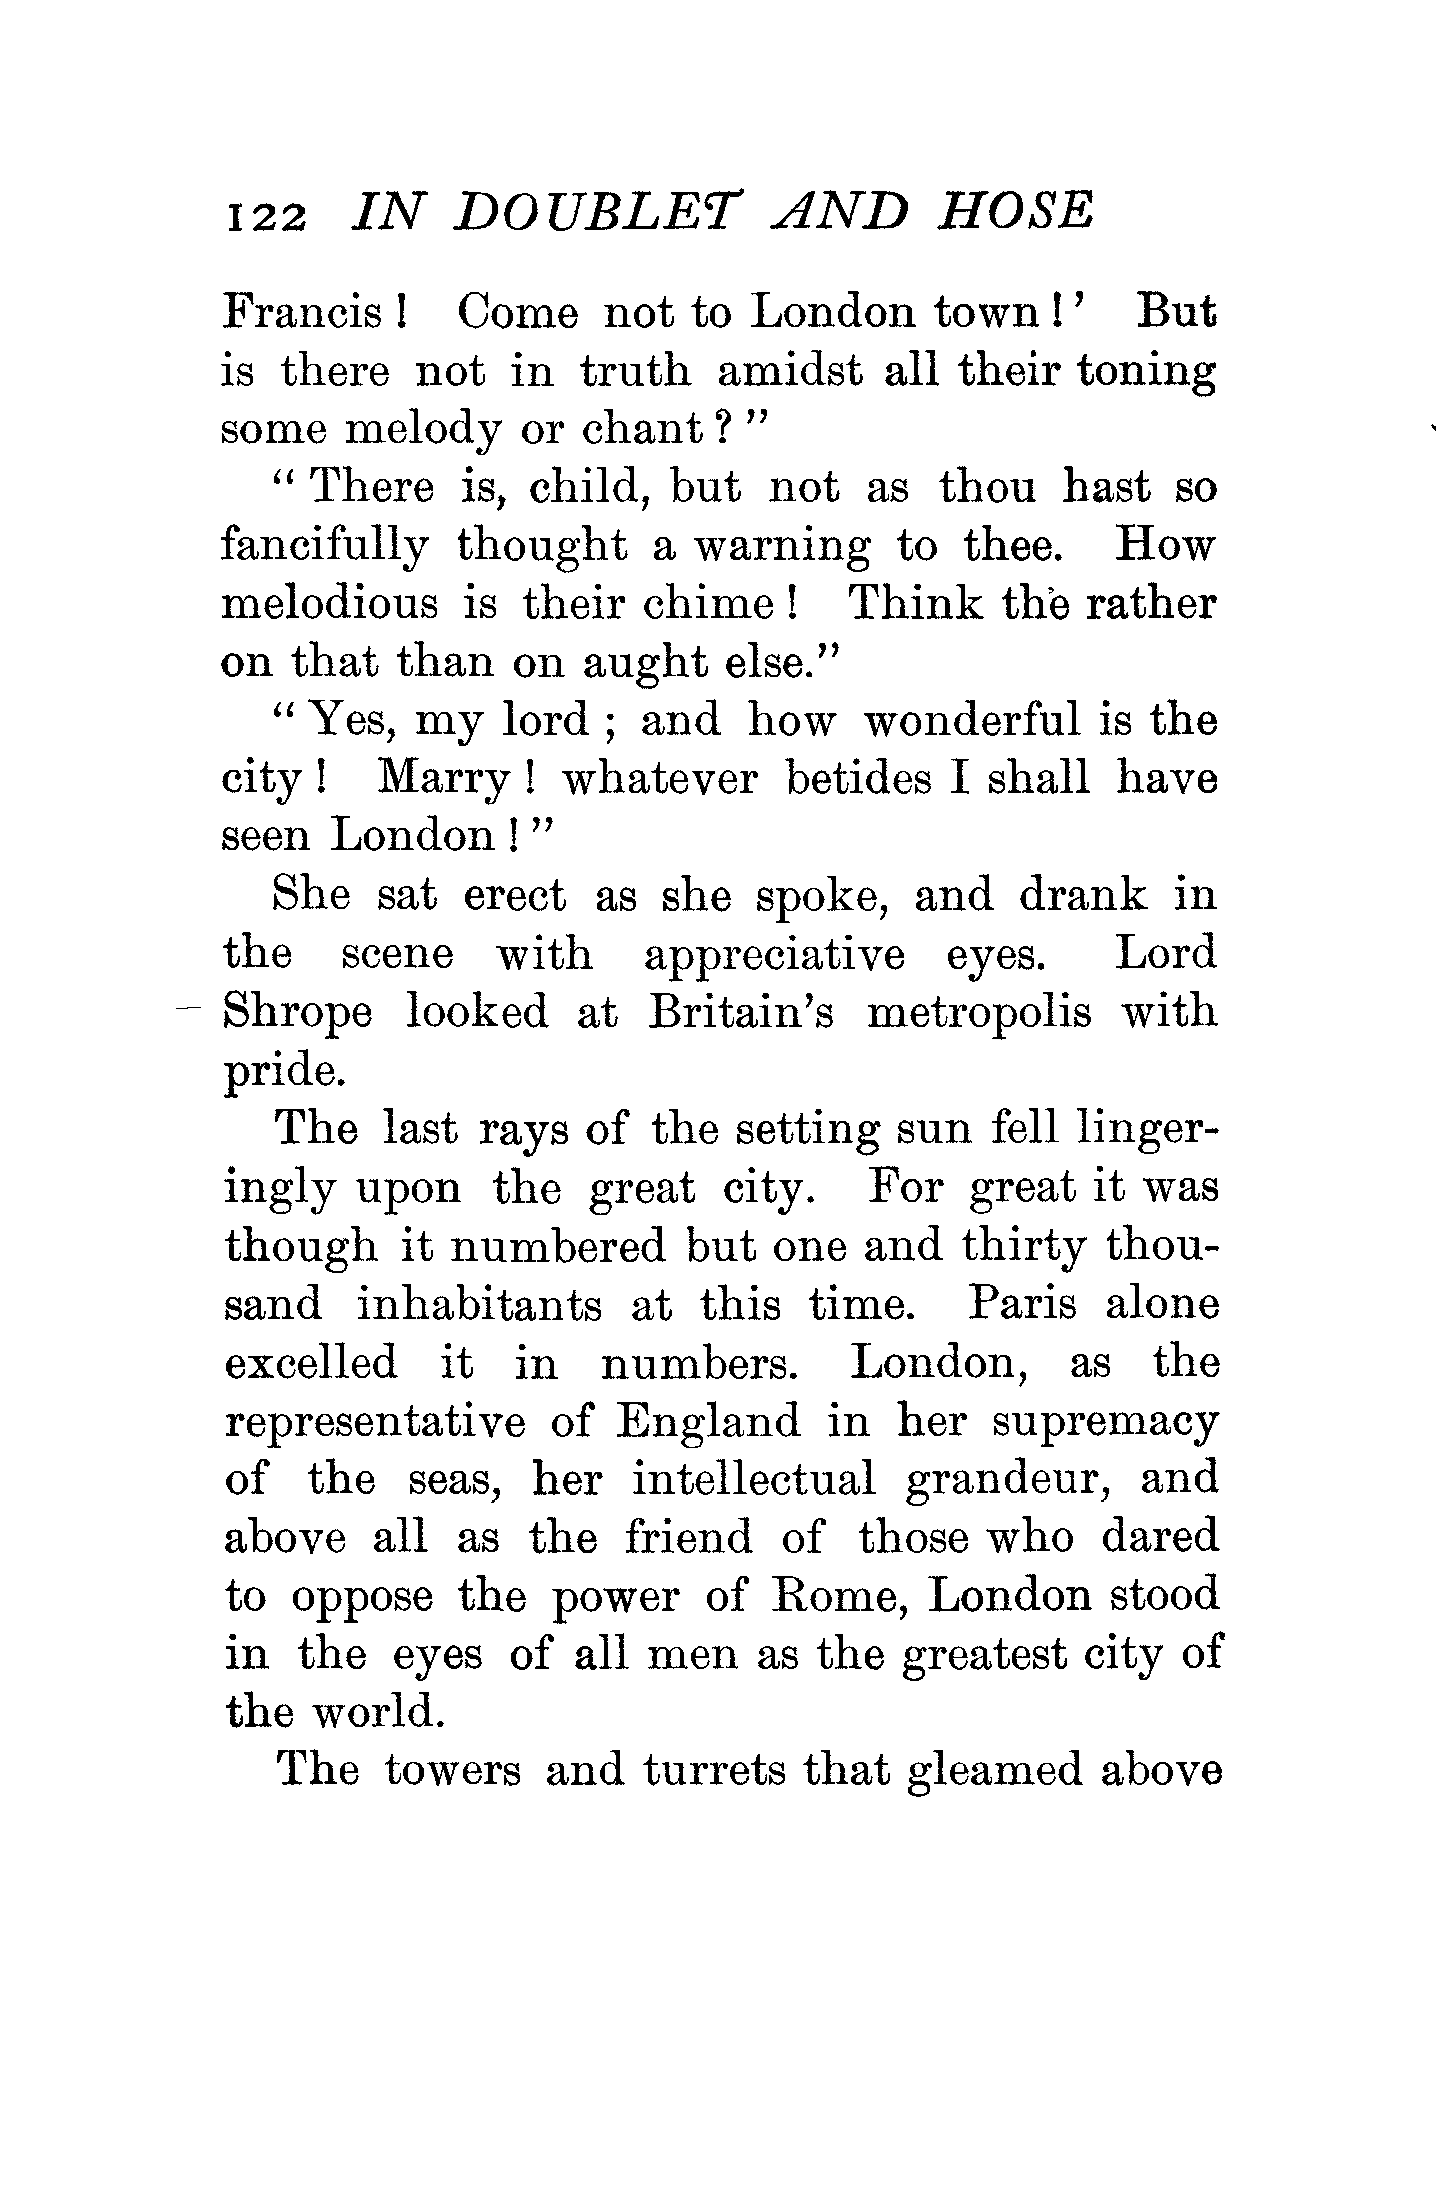 122 IN DOUBLET AND HOSE
Francis! Come not to London town!' But
is there not in truth amidst all their toning
some melody or chant?"
"There is, child, but not as thou hast so
fancifully thought a warning to thee. How
melodious is their chime! Think the rather
on that than on aught else."
"Yes, my lord; and how wonderful is the
city! Marry! whatever betides I shall have
seen London!"
She sat erect as she spoke, and drank in
the scene with appreciative eyes. Lord
Shrope looked at Britain's metropolis with
pride.
The last rays of the setting sun fell linger-
ingly upon the great city. For great it was
though it numbered but one and thirty thou-
sand inhabitants at this time. Paris alone
excelled it in numbers. London, as the
representative of England in her supremacy
of the seas, her intellectual grandeur, and
above all as the friend of those who dared
to oppose the power of Rome, London stood
in the eyes of all men as the greatest city of
the world.
The towers and turrets that gleamed above